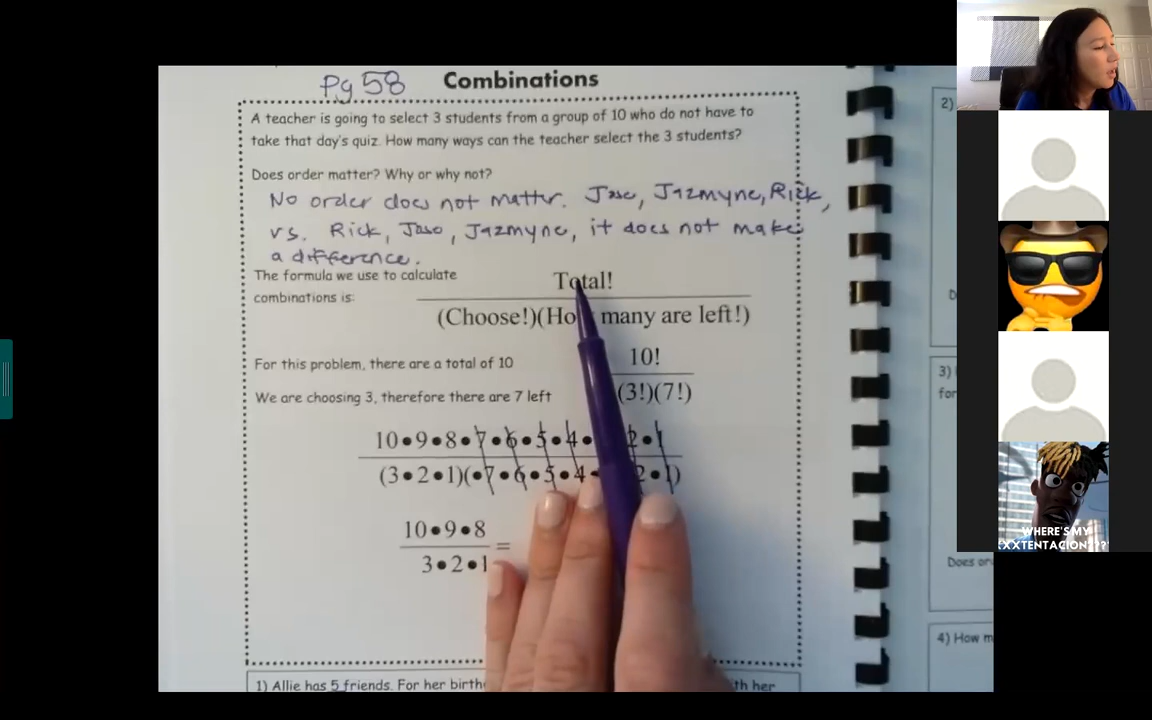 Pg 58
Combinations
A teacher is going to select 3 students from a group of 10 who do not have to
take that day's quiz. How many ways can the teacher select the 3 students?
Does order matter? Why or why not?
No order does not matter. Jase, Jazmyne, Rick,
vs. Rick, Jase, Jazmyne, it does not make
a difference.
The formula we use to calculate
combinations is:
Total!
(Choose!)(Ho many are left!)
For this problem, there are a total of 10
10!
We are choosing 3, therefore there are 7 left
(3!)(7!)
10•9•8•7•6•5•4• 2•1
(3•2•1)(•7•6•5•4• 2•1)
10•9•8
=
3•2•1
1) Allie has 5 friends. For her birth
th her
2)
D
3)
for
Does or
4) How m
WHERE'S MY
XXTENTACION???